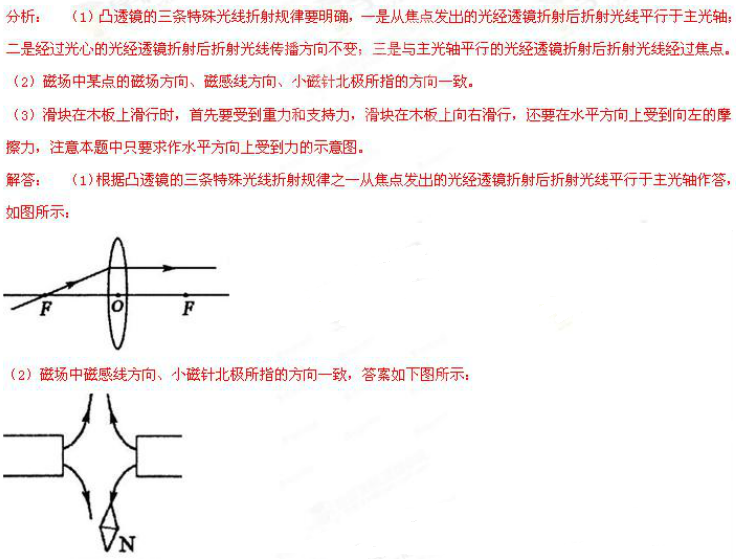 分析： （1）凸透镜的三条特殊光线折射规律要明确，一是从焦点发出的光经透镜折射后折射光线平行于主光轴；
二是经过光心的光经透镜折射后折射光线传播方向不变；三是与主光轴平行的光经透镜折射后折射光线经过焦点。
（2）磁场中某点的磁场方向、磁感线方向、小磁针北极所指的方向一致。
（3）滑块在木板上滑行时，首先要受到重力和支持力，滑块在木板上向右滑行，还要在水平方向上受到向左的摩
擦力，注意本题中只要求作水平方向上受到力的示意图。
解答： （1)根据凸透镜的三条特殊光线折射规律之一从焦点发出的光经透镜折射后折射光线平行于主光轴作答，
如图所示：
F O F
（2）磁场中磁感线方向、小磁针北极所指的方向一致，答案如下图所示：
N